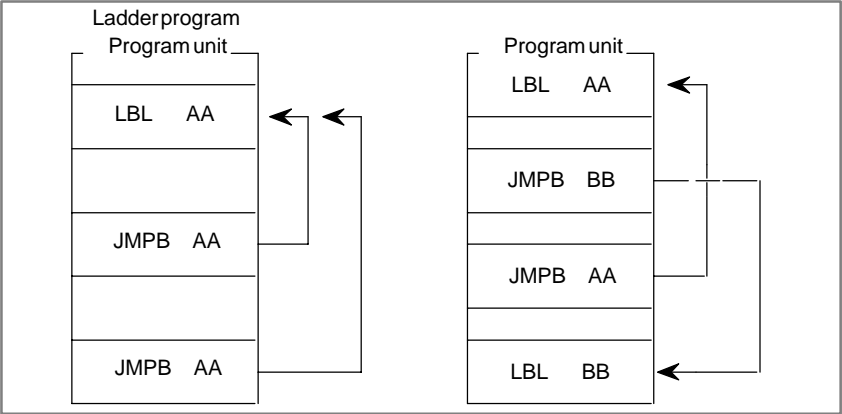 Ladder program
Program unit
LBL AA
JMPB AA
JMPB AA
Program unit
LBL AA
JMPB BB
JMPB AA
LBL BB